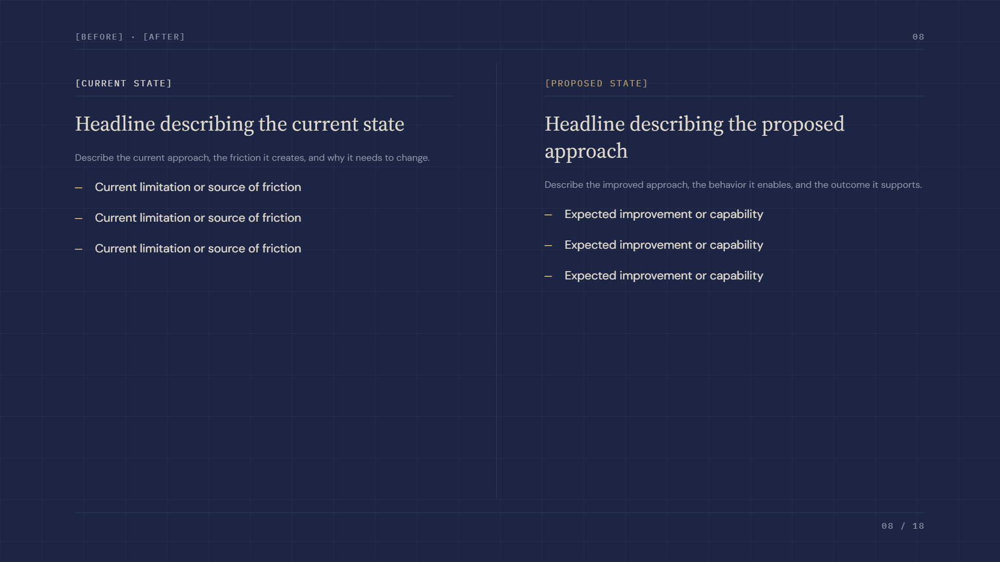 [BEFORE] · [AFTER]
08
[CURRENT STATE]
Headline describing the current state
Describe the current approach, the friction it creates, and why it needs to change.
— Current limitation or source of friction
— Current limitation or source of friction
— Current limitation or source of friction
[PROPOSED STATE]
Headline describing the proposed
approach
Describe the improved approach, the behavior it enables, and the outcome it supports.
— Expected improvement or capability
— Expected improvement or capability
— Expected improvement or capability
08 / 18